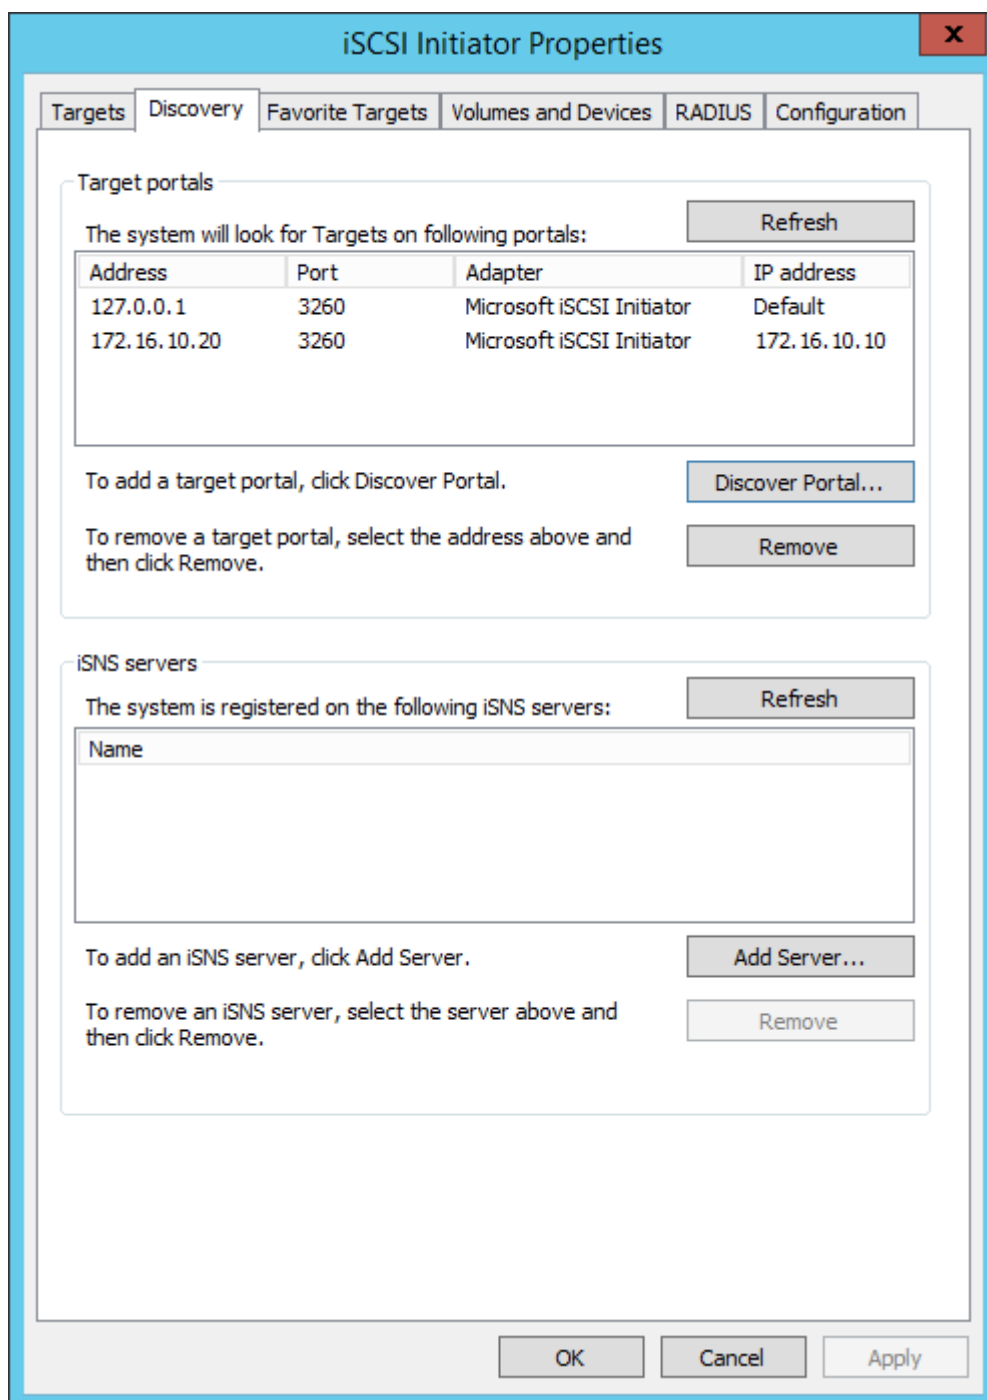 iSCSI Initiator Properties
x
Targets Discovery Favorite Targets Volumes and Devices RADIUS Configuration
Target portals
The system will look for Targets on following portals: Refresh
Address Port Adapter IP address
127.0.0.1 3260 Microsoft iSCSI Initiator Default
172.16.10.20 3260 Microsoft iSCSI Initiator 172.16.10.10
To add a target portal, click Discover Portal. Discover Portal...
To remove a target portal, select the address above and
then click Remove.
Remove
iSNS servers
The system is registered on the following iSNS servers: Refresh
Name
To add an iSNS server, click Add Server. Add Server...
To remove an iSNS server, select the server above and
then click Remove.
Remove
OK Cancel Apply